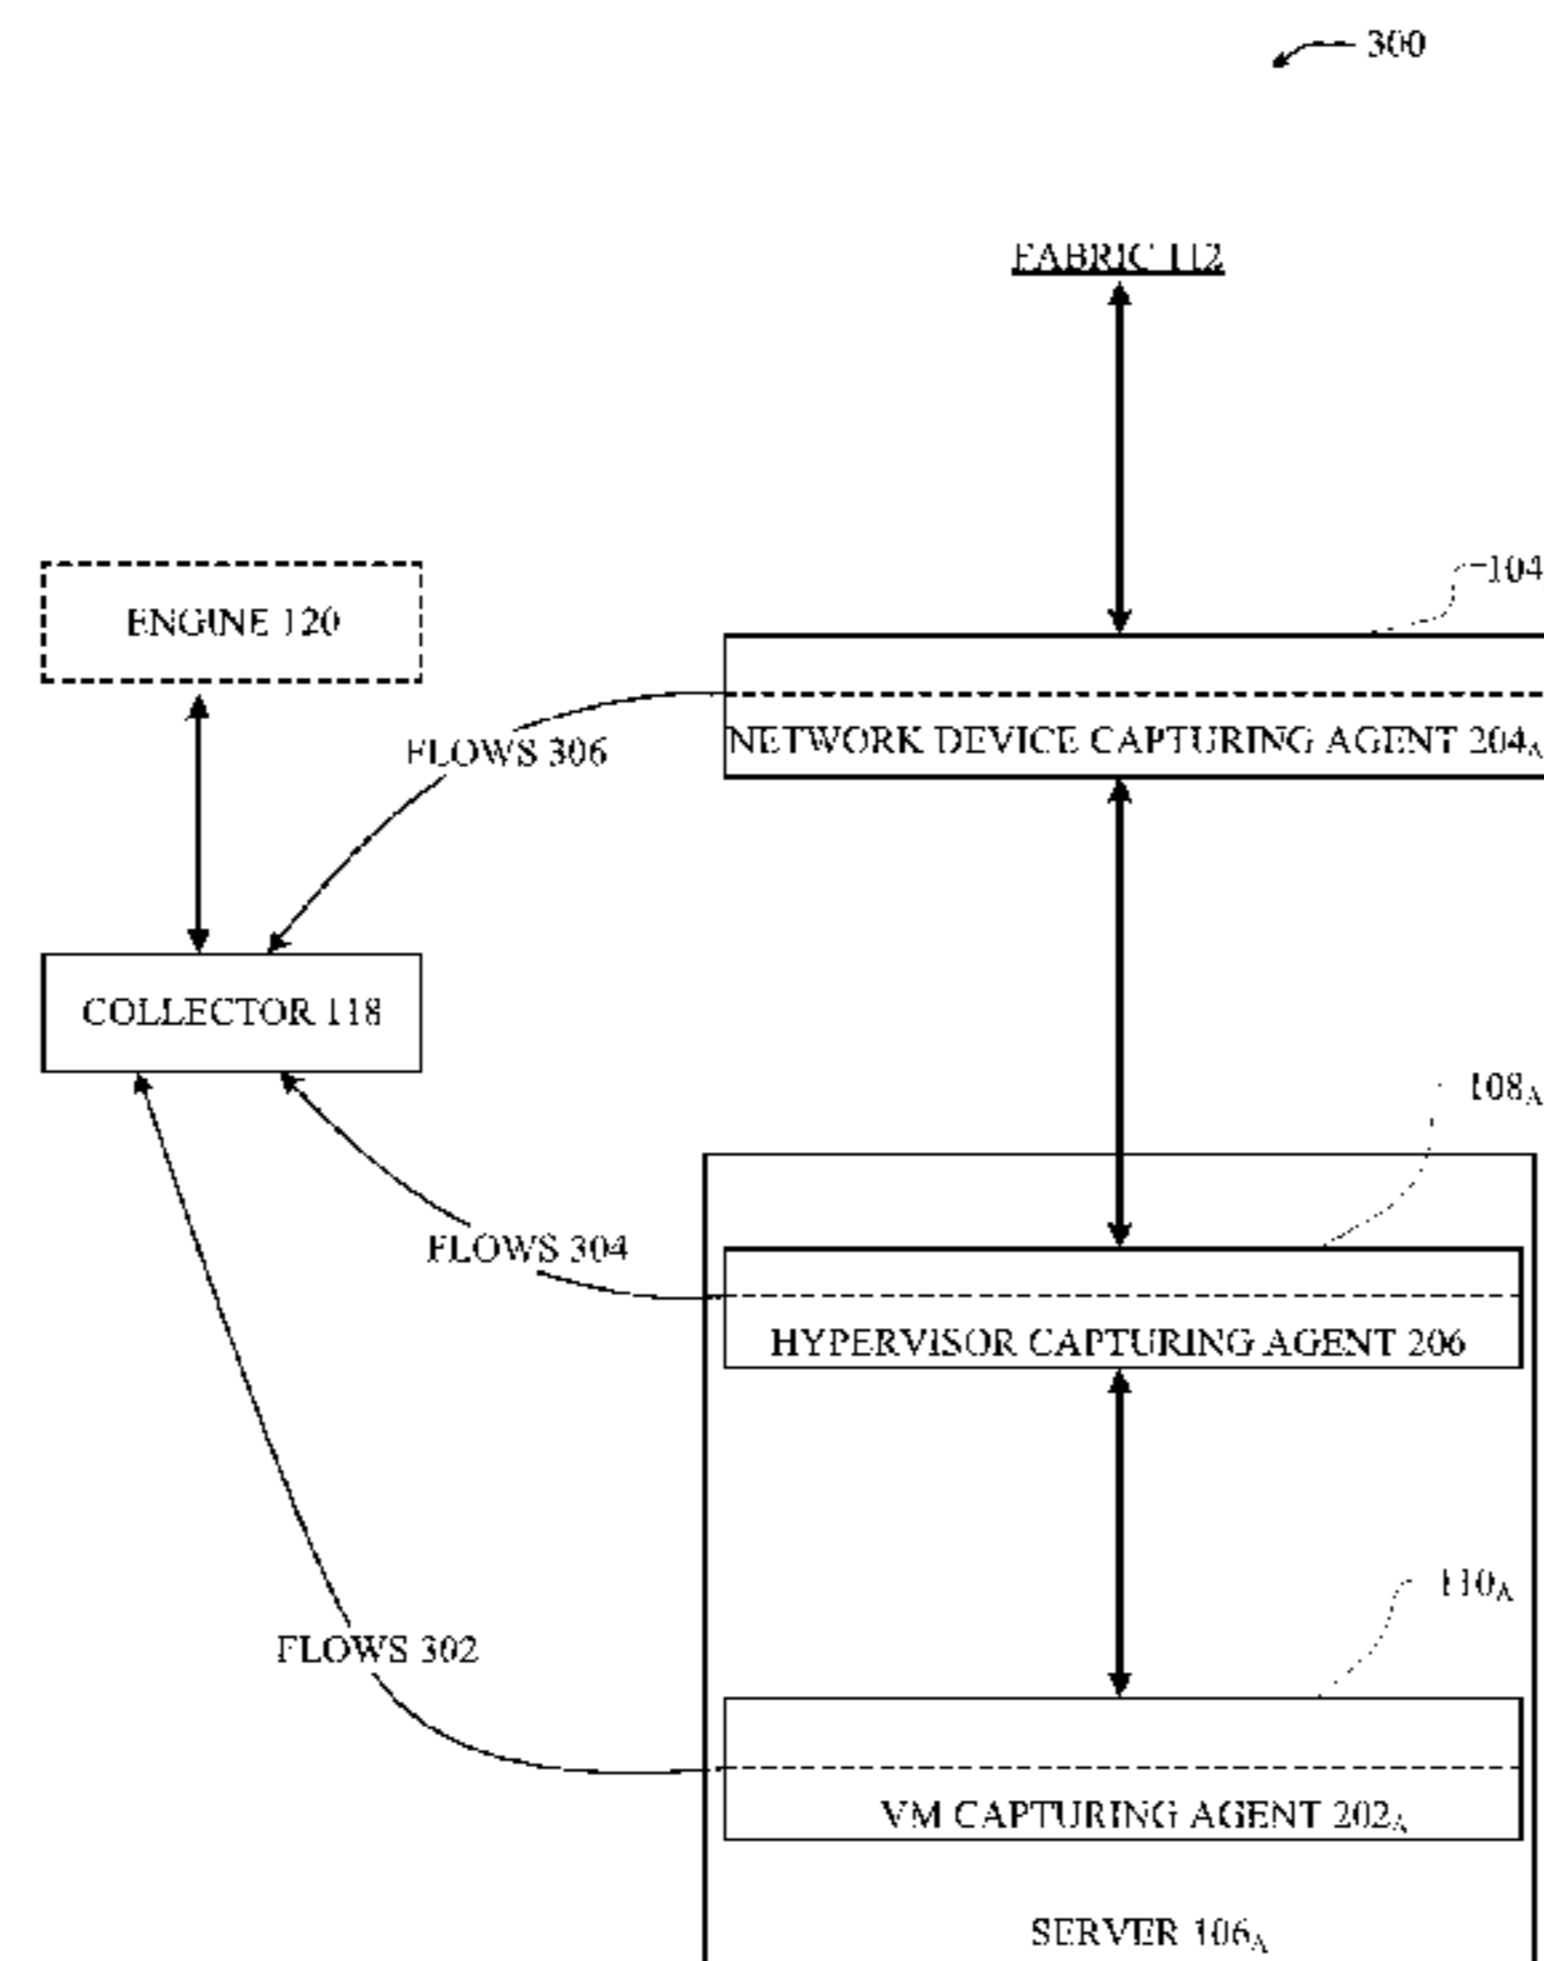 300
FABRIC 112
104
ENGINE 120
NETWORK DEVICE CAPTURING AGENT 204A
FLOWS 306
COLLECTOR 118
108A
FLOWS 304
HYPERVISOR CAPTURING AGENT 206
110A
FLOWS 302
VM CAPTURING AGENT 202A
SERVER 106A